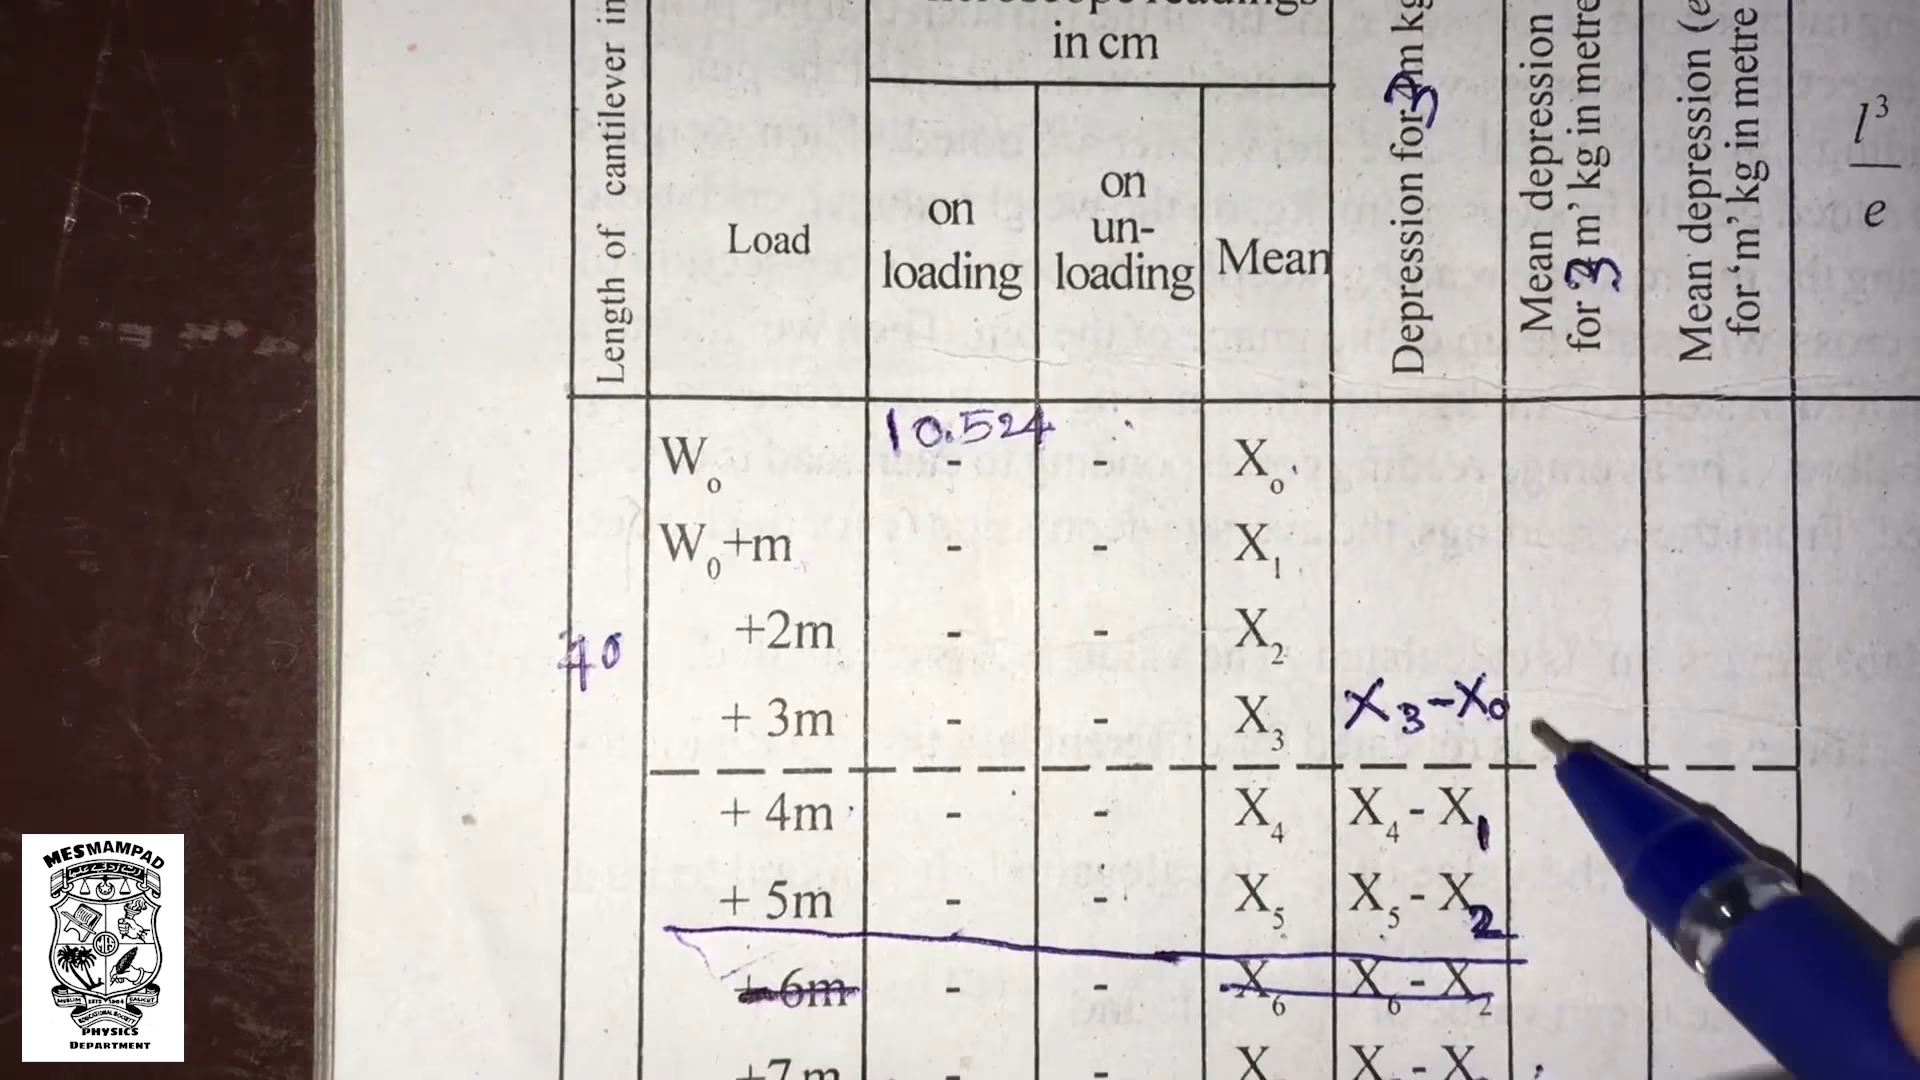 Length of cantilever in
Load
readings
in cm
on
loading
on
un-
loading
Mean
Depression for 3m kg
Mean depression
for 3 'm' kg in metre
Mean depression (e
for 'm' kg in metre
l³
e
10.524
W₀ - - X₀
W₀+m - - X₁
+2m - - X₂
40
+ 3m - - X₃ X₃-X₀
+ 4m - - X₄ X₄ - X₁
+ 5m - - X₅ X₅ - X₂
+ 6m - - X₆ X₆ - X₂
+7m - - X X - X
MESMAMPAD
PHYSICS
DEPARTMENT